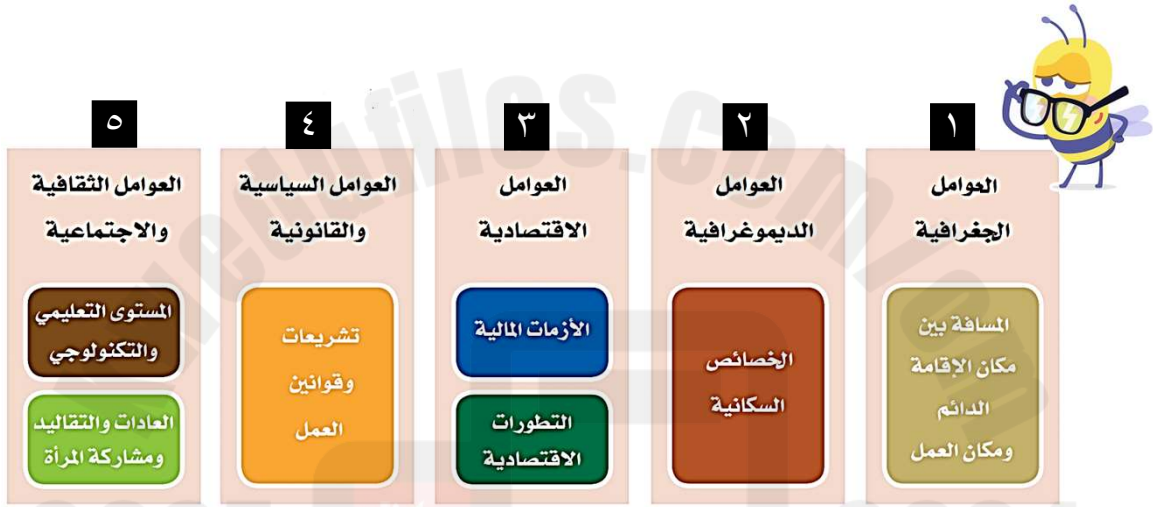 ١
العوامل
الجغرافية
المسافة بين
مكان الإقامة
الدائم
ومكان العمل
٢
العوامل
الديموغرافية
الخصائص
السكانية
٣
العوامل
الاقتصادية
الأزمات المالية
التطورات
الاقتصادية
٤
العوامل السياسية
والقانونية
تشريعات
وقوانين
العمل
٥
العوامل الثقافية
والاجتماعية
المستوى التعليمي
والتكنولوجي
العادات والتقاليد
ومشاركة المرأة